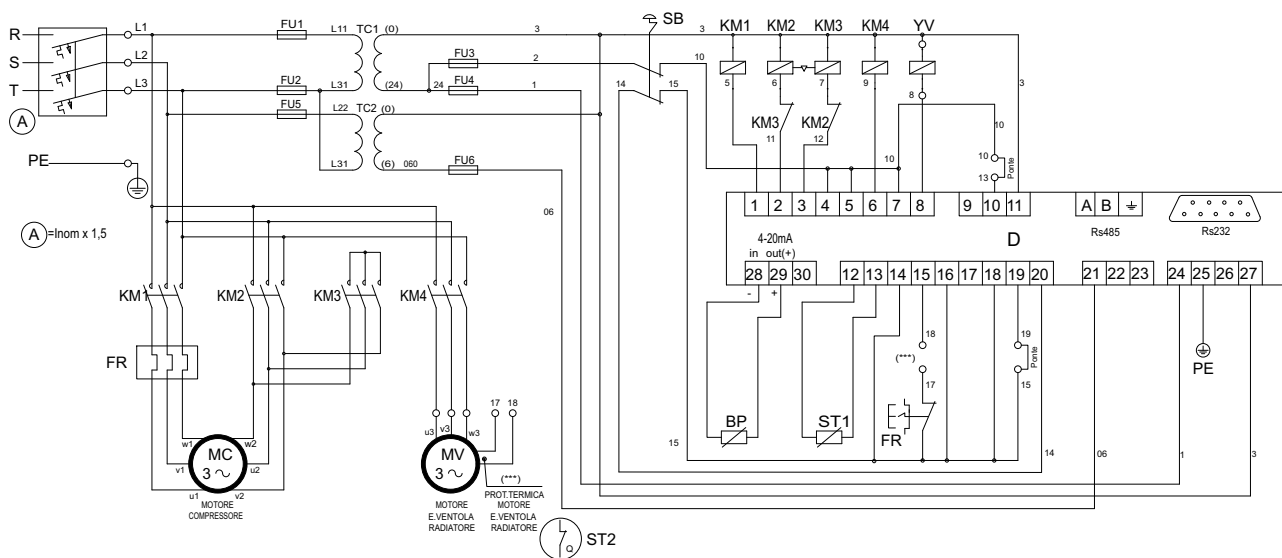 R
S
T
A
PE
L1
L2
L3
FU1
FU2
FU5
L11
L31
L22
L31
TC1
(0)
(24)
24
TC2
(0)
(6)
060
FU3
FU4
FU6
3
2
1
06
SB
3
10
14
15
KM1
KM2
KM3
KM4
YV
5
6
7
9
8
KM3
KM2
11
12
10
10
3
10
13
Ponte
1 2 3 4 5 6 7 8
9 10 11
A B
Rs485
Rs232
D
4-20mA
in out(+)
28 29 30
- +
12 13 14 15 16 17 18 19 20
21 22 23
24 25 26 27
A =Inom x 1,5
KM1
KM2
KM3
KM4
FR
w1
w2
v1
u2
u1
v2
MC
3 ~
MOTORE
COMPRESSORE
u3
v3
w3
17
18
MV
3 ~
MOTORE
E.VENTOLA
RADIATORE
(***)
PROT.TERMICA
MOTORE
E.VENTOLA
RADIATORE
Q
ST2
BP
ST1
18
(***)
17
FR
19
15
Ponte
PE
15
14
06
1
3